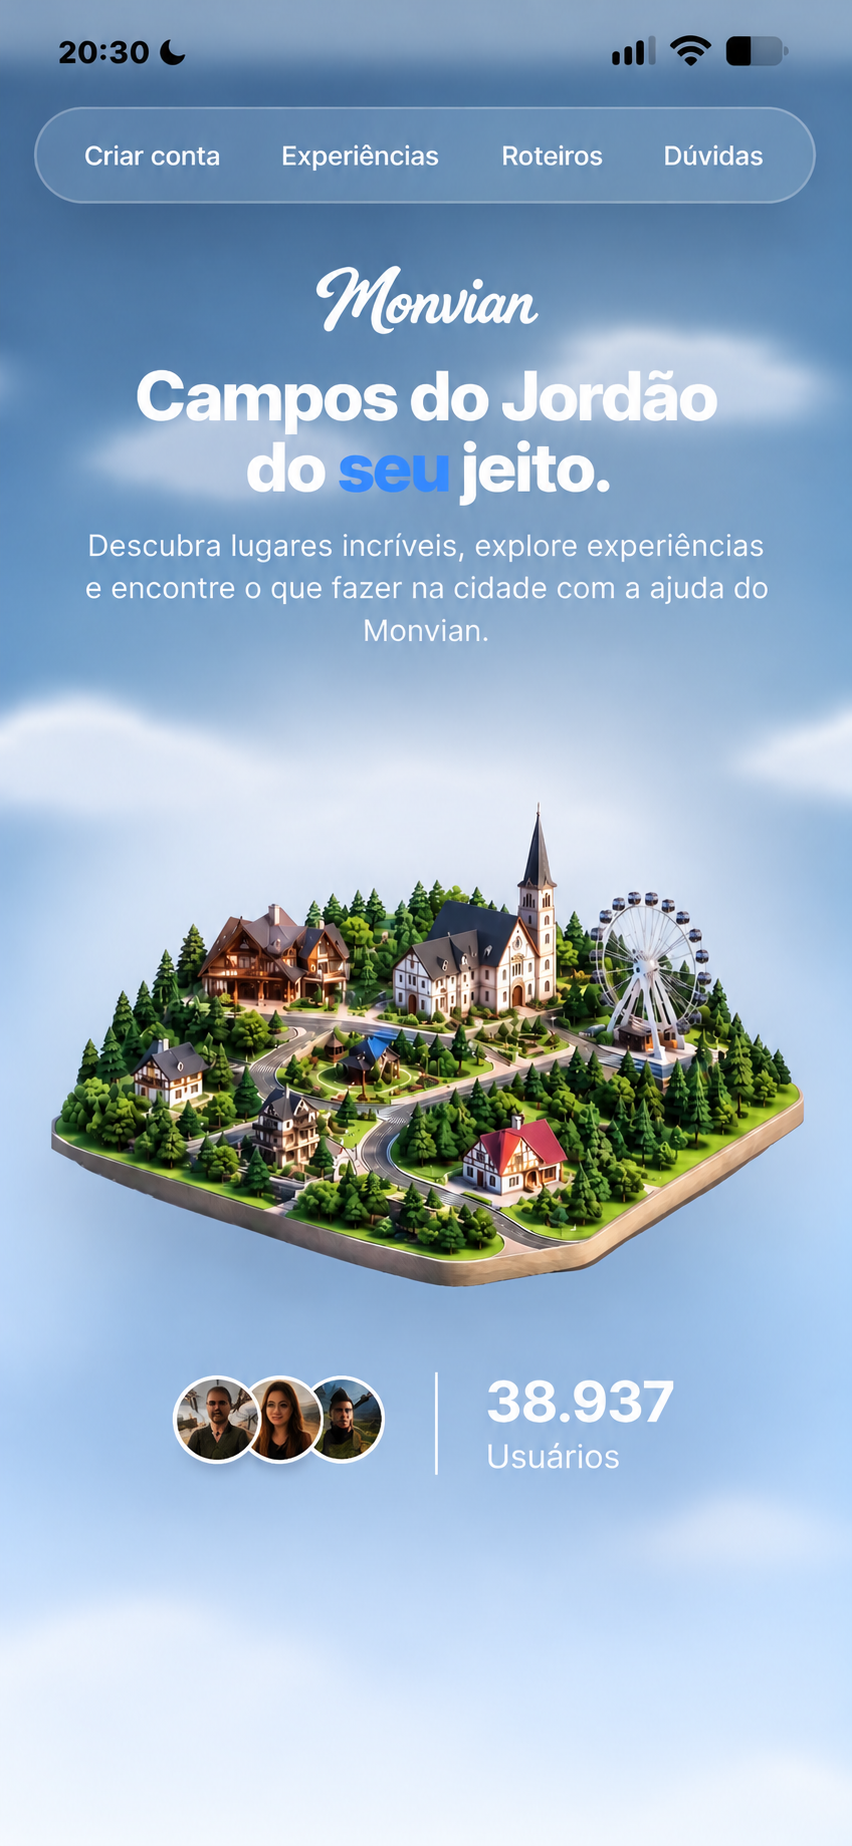 20:30
Criar conta
Experiências
Roteiros
Dúvidas
Monvian
Campos do Jordão
do seu jeito.
Descubra lugares incríveis, explore experiências
e encontre o que fazer na cidade com a ajuda do
Monvian.
38.937
Usuários